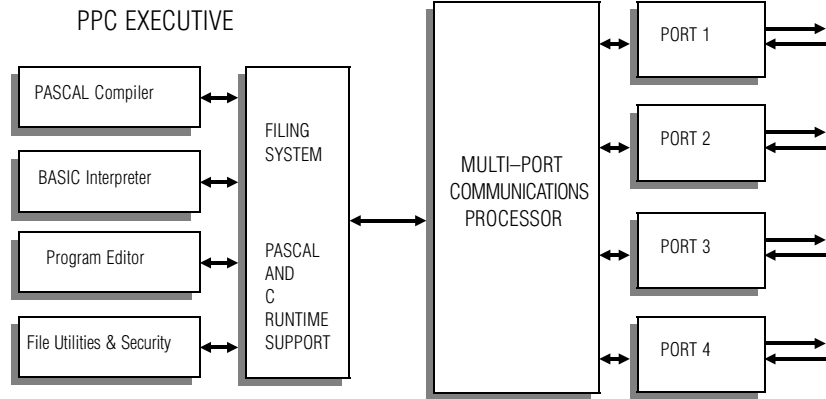 PPC EXECUTIVE
PASCAL Compiler
BASIC Interpreter
Program Editor
File Utilities & Security
FILING
SYSTEM
PASCAL
AND
C
RUNTIME
SUPPORT
MULTI–PORT
COMMUNICATIONS
PROCESSOR
PORT 1
PORT 2
PORT 3
PORT 4